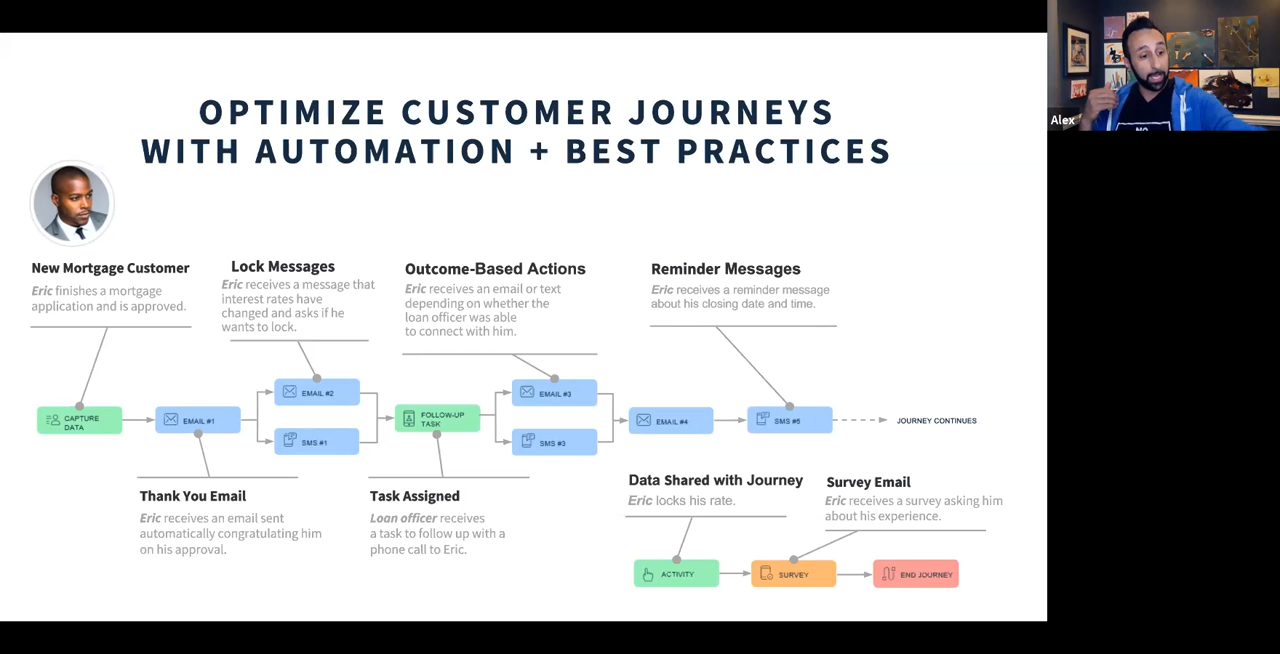 OPTIMIZE CUSTOMER JOURNEYS
WITH AUTOMATION + BEST PRACTICES
Alex
New Mortgage Customer
Eric finishes a mortgage
application and is approved.
Lock Messages
Eric receives a message that
interest rates have
changed and asks if he
wants to lock.
Outcome-Based Actions
Eric receives an email or text
depending on whether the
loan officer was able
to connect with him.
Reminder Messages
Eric receives a reminder message
about his closing date and time.
CAPTURE
DATA
EMAIL #1
EMAIL #2
SMS #1
FOLLOW-UP
TASK
EMAIL #3
SMS #3
EMAIL #4
SMS #5
JOURNEY CONTINUES
Thank You Email
Eric receives an email sent
automatically congratulating him
on his approval.
Task Assigned
Loan officer receives
a task to follow up with a
phone call to Eric.
Data Shared with Journey
Eric locks his rate.
Survey Email
Eric receives a survey asking him
about his experience.
ACTIVITY
SURVEY
END JOURNEY